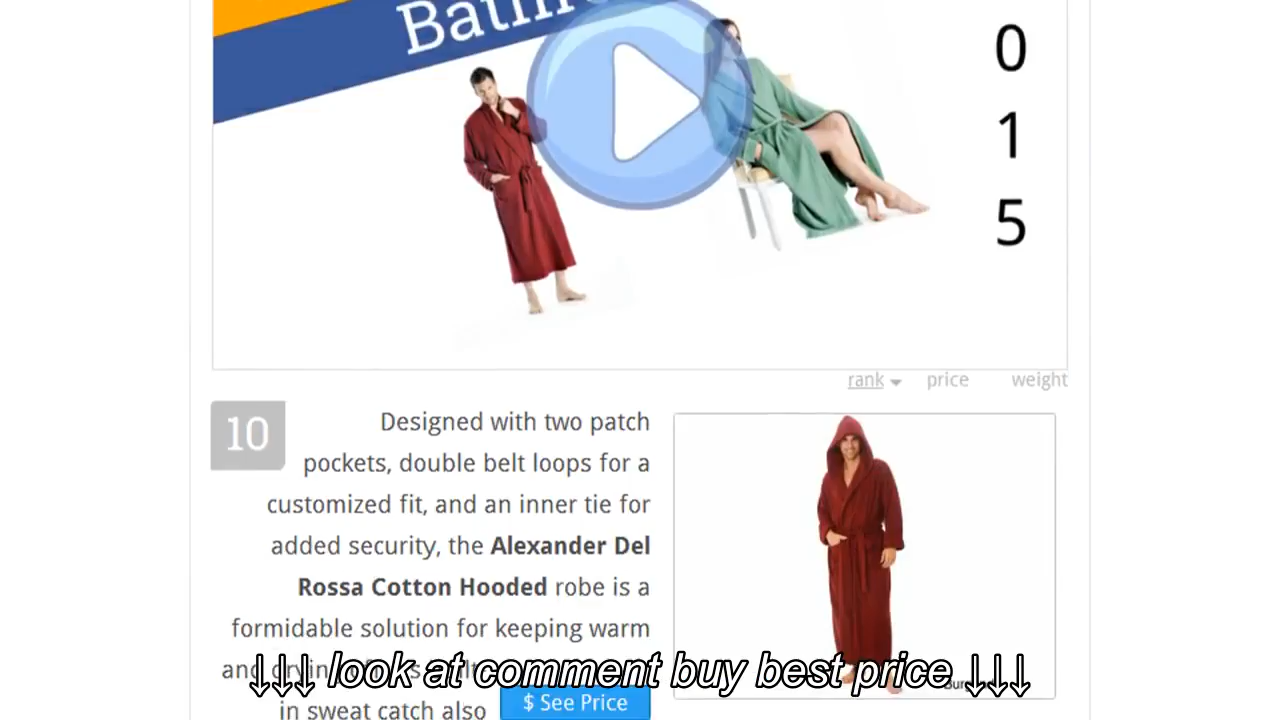 0
1
5
rank price weight
10
Designed with two patch
pockets, double belt loops for a
customized fit, and an inner tie for
added security, the Alexander Del
Rossa Cotton Hooded robe is a
formidable solution for keeping warm
↓↓↓ look at comment buy best price ↓↓↓
in sweat catch also
$ See Price